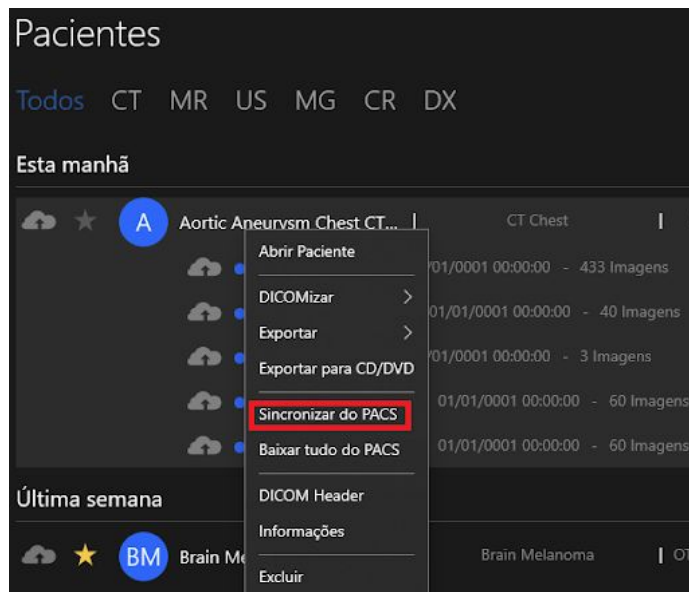 Pacientes
Todos CT MR US MG CR DX
Esta manhã
A Aortic Aneurysm Chest CT... | CT Chest |
Abrir Paciente
/01/0001 00:00:00 - 433 Imagens
DICOMizar >
01/01/0001 00:00:00 - 40 Imagens
Exportar >
/01/0001 00:00:00 - 3 Imagens
Exportar para CD/DVD
Sincronizar do PACS
01/01/0001 00:00:00 - 60 Imagens
Baixar tudo do PACS
01/01/0001 00:00:00 - 60 Imagens
Última semana
DICOM Header
Informações
BM Brain Me Brain Melanoma | OT
Excluir